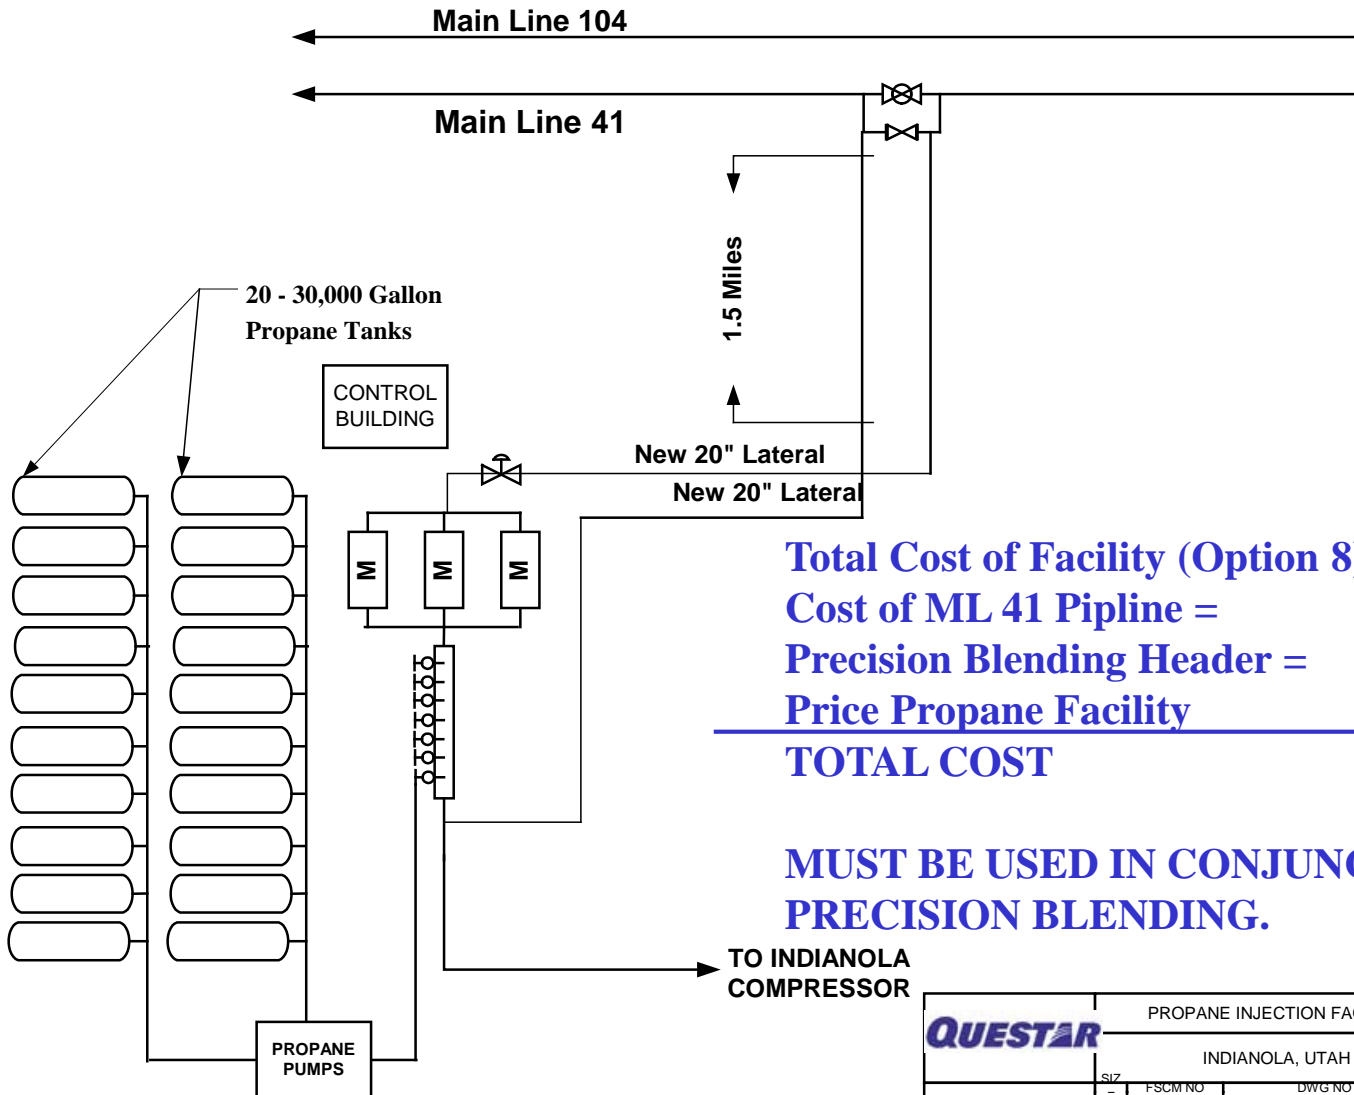 Main Line 104
Main Line 41
1.5 Miles
20 - 30,000 Gallon
Propane Tanks
CONTROL
BUILDING
New 20" Lateral
New 20" Lateral
M
M
M
Total Cost of Facility (Option 8)
Cost of ML 41 Pipline =
Precision Blending Header =
Price Propane Facility
TOTAL COST
MUST BE USED IN CONJUN
PRECISION BLENDING.
TO INDIANOLA
COMPRESSOR
PROPANE
PUMPS
QUESTAR
PROPANE INJECTION FA
INDIANOLA, UTAH
SIZ
FSCM NO
DWG NO